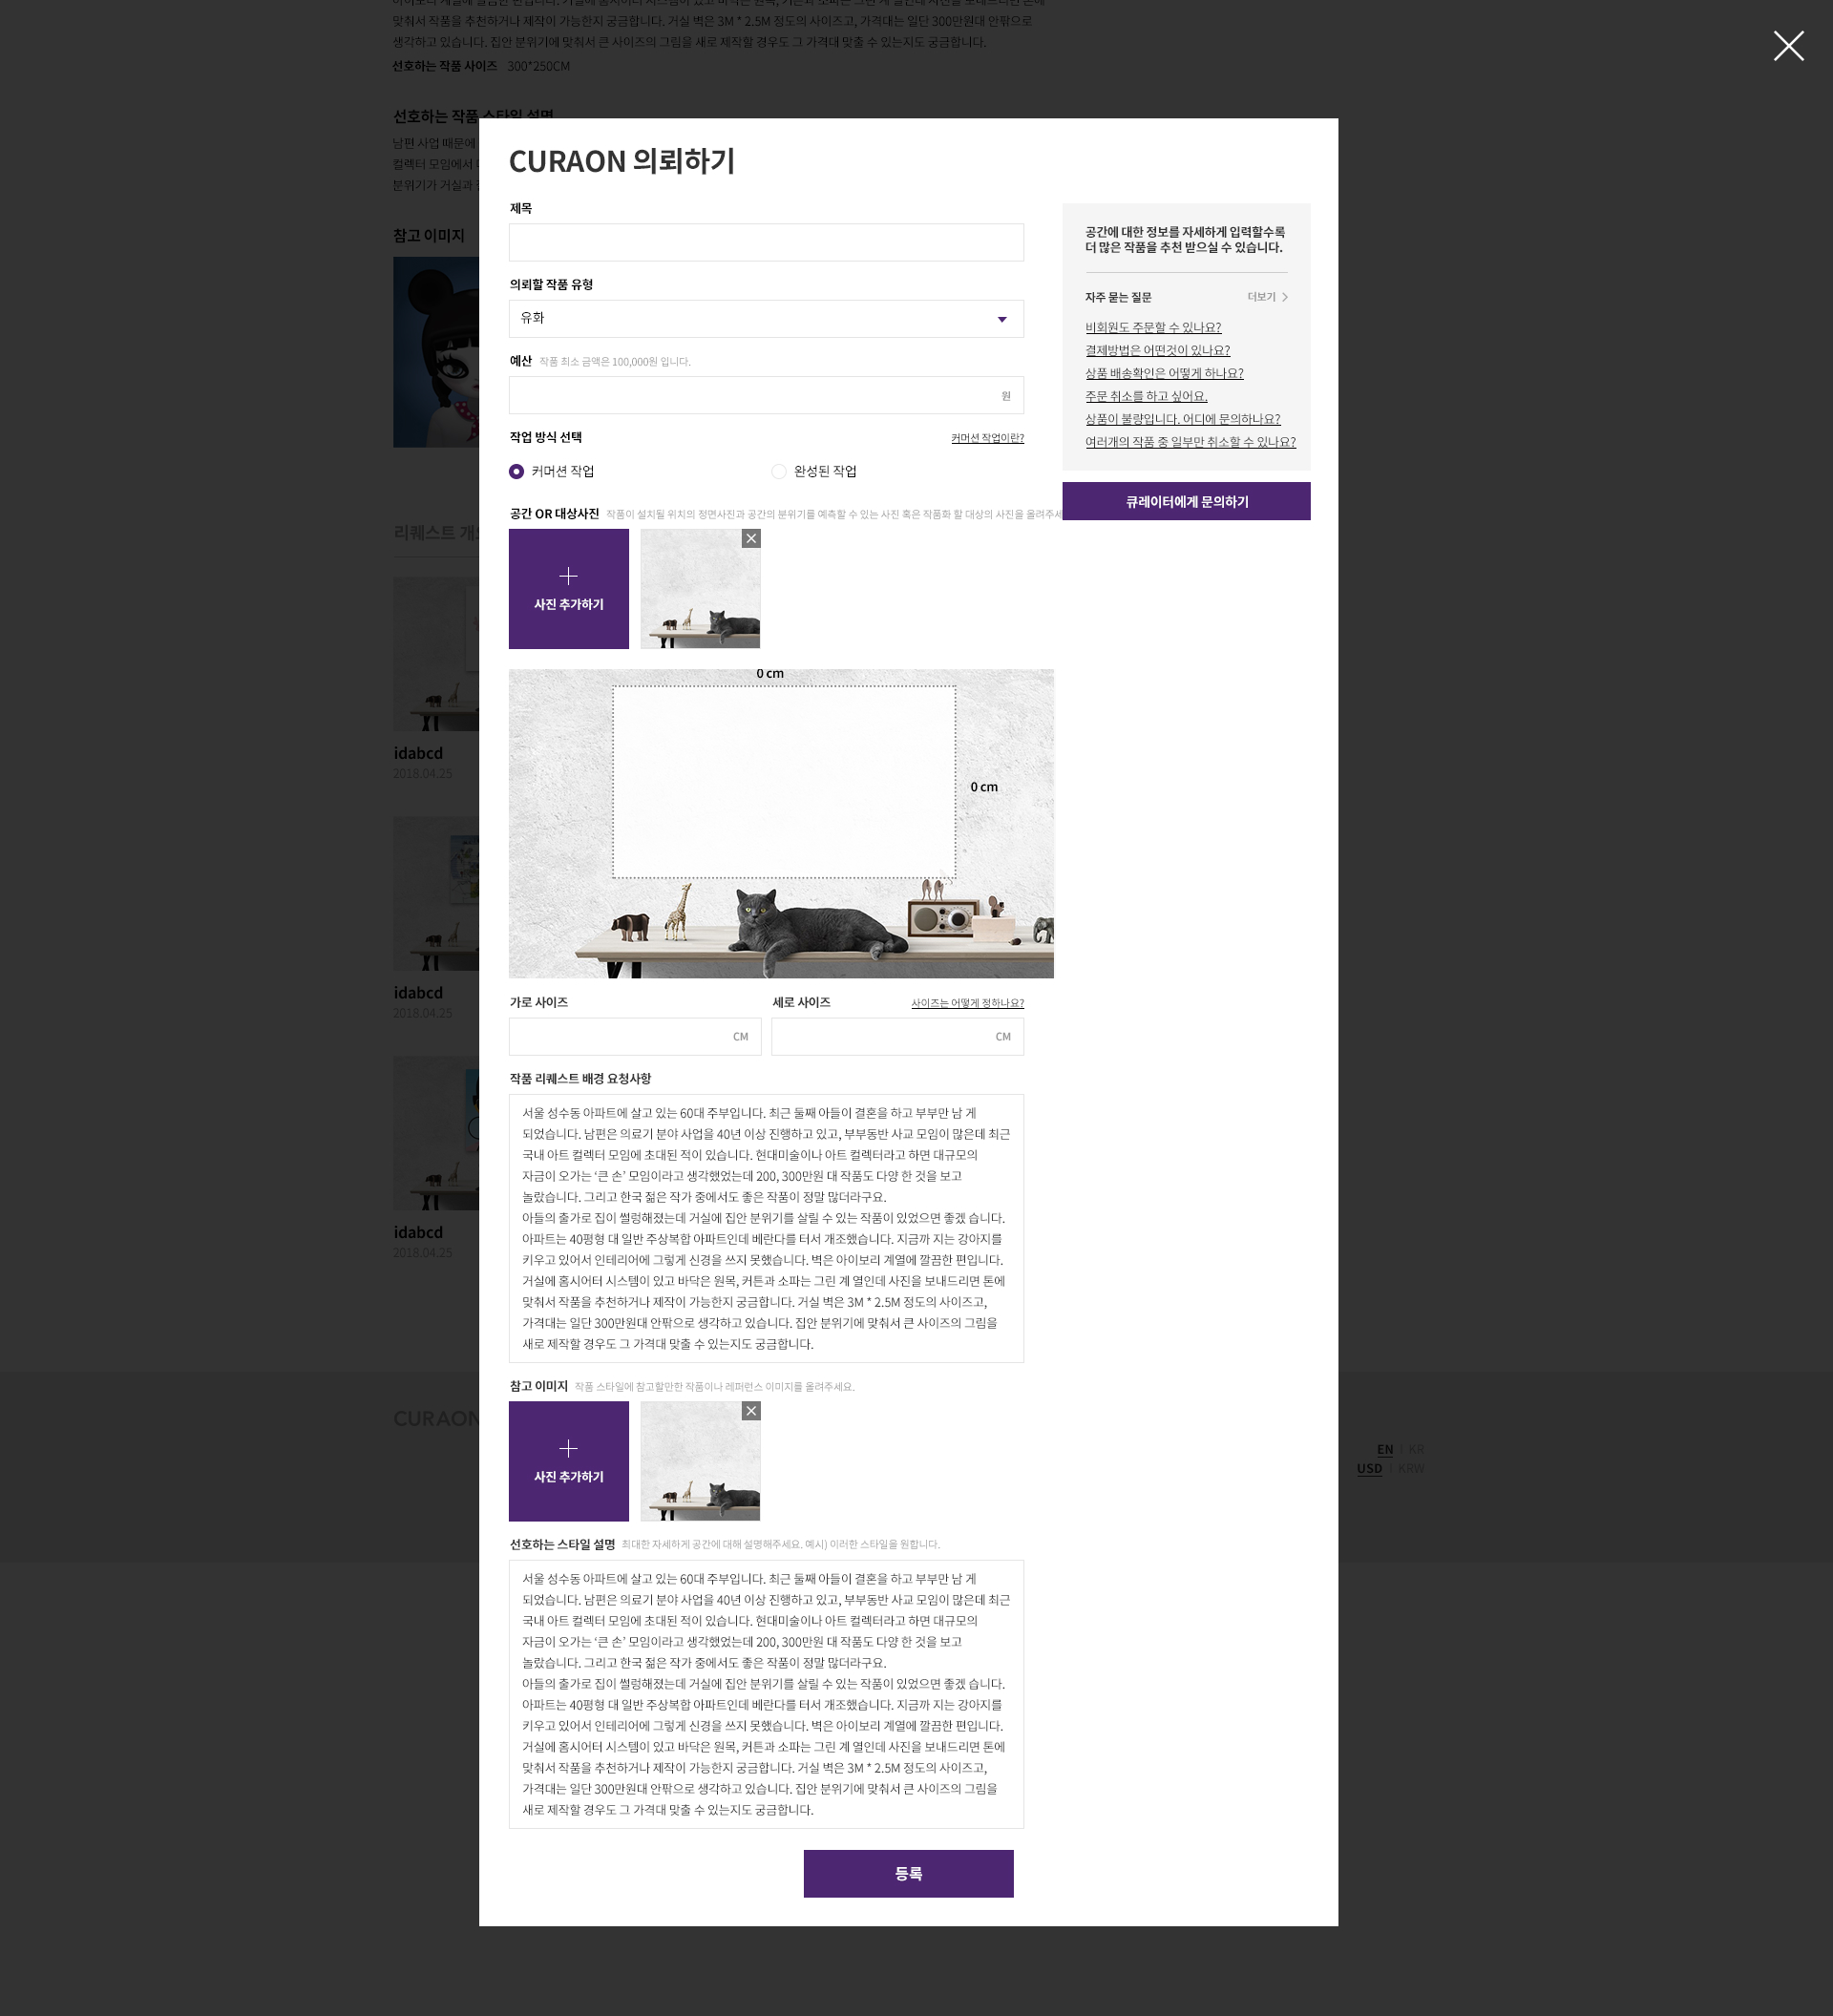 맞춰서 작품을 추천하거나 제작이 가능한지 궁금합니다. 거실 벽은 3M * 2.5M 정도의 사이즈고, 가격대는 일단 300만원대 안팎으로
생각하고 있습니다. 집안 분위기에 맞춰서 큰 사이즈의 그림을 새로 제작할 경우도 그 가격대 맞출 수 있는지도 궁금합니다.
선호하는 작품 사이즈 300*250CM
선호하는 작품 스타일 설명
남편 사업 때문에
컬렉터 모임에서
분위기가 거실과
참고 이미지
리퀘스트 개요
idabcd
2018.04.25
idabcd
2018.04.25
idabcd
2018.04.25
CURAON
EN | KR
USD | KRW
CURAON 의뢰하기
제목
의뢰할 작품 유형
유화
예산 작품 최소 금액은 100,000원 입니다.
원
작업 방식 선택 커머션 작업이란?
커머션 작업 완성된 작업
공간 OR 대상사진 작품이 설치될 위치의 정면사진과 공간의 분위기를 예측할 수 있는 사진 혹은 작품화 할 대상의 사진을 올려주세
사진 추가하기
0 cm
0 cm
가로 사이즈 세로 사이즈 사이즈는 어떻게 정하나요?
CM CM
작품 리퀘스트 배경 요청사항
서울 성수동 아파트에 살고 있는 60대 주부입니다. 최근 둘째 아들이 결혼을 하고 부부만 남 게
되었습니다. 남편은 의료기 분야 사업을 40년 이상 진행하고 있고, 부부동반 사교 모임이 많은데 최근
국내 아트 컬렉터 모임에 초대된 적이 있습니다. 현대미술이나 아트 컬렉터라고 하면 대규모의
자금이 오가는 ‘큰 손’ 모임이라고 생각했었는데 200, 300만원 대 작품도 다양 한 것을 보고
놀랐습니다. 그리고 한국 젊은 작가 중에서도 좋은 작품이 정말 많더라구요.
아들의 출가로 집이 썰렁해졌는데 거실에 집안 분위기를 살릴 수 있는 작품이 있었으면 좋겠 습니다.
아파트는 40평형 대 일반 주상복합 아파트인데 베란다를 터서 개조했습니다. 지금까 지는 강아지를
키우고 있어서 인테리어에 그렇게 신경을 쓰지 못했습니다. 벽은 아이보리 계열에 깔끔한 편입니다.
거실에 홈시어터 시스템이 있고 바닥은 원목, 커튼과 소파는 그린 계 열인데 사진을 보내드리면 톤에
맞춰서 작품을 추천하거나 제작이 가능한지 궁금합니다. 거실 벽은 3M * 2.5M 정도의 사이즈고,
가격대는 일단 300만원대 안팎으로 생각하고 있습니다. 집안 분위기에 맞춰서 큰 사이즈의 그림을
새로 제작할 경우도 그 가격대 맞출 수 있는지도 궁금합니다.
참고 이미지 작품 스타일에 참고할만한 작품이나 레퍼런스 이미지를 올려주세요.
사진 추가하기
선호하는 스타일 설명 최대한 자세하게 공간에 대해 설명해주세요. 예시) 이러한 스타일을 원합니다.
서울 성수동 아파트에 살고 있는 60대 주부입니다. 최근 둘째 아들이 결혼을 하고 부부만 남 게
되었습니다. 남편은 의료기 분야 사업을 40년 이상 진행하고 있고, 부부동반 사교 모임이 많은데 최근
국내 아트 컬렉터 모임에 초대된 적이 있습니다. 현대미술이나 아트 컬렉터라고 하면 대규모의
자금이 오가는 ‘큰 손’ 모임이라고 생각했었는데 200, 300만원 대 작품도 다양 한 것을 보고
놀랐습니다. 그리고 한국 젊은 작가 중에서도 좋은 작품이 정말 많더라구요.
아들의 출가로 집이 썰렁해졌는데 거실에 집안 분위기를 살릴 수 있는 작품이 있었으면 좋겠 습니다.
아파트는 40평형 대 일반 주상복합 아파트인데 베란다를 터서 개조했습니다. 지금까 지는 강아지를
키우고 있어서 인테리어에 그렇게 신경을 쓰지 못했습니다. 벽은 아이보리 계열에 깔끔한 편입니다.
거실에 홈시어터 시스템이 있고 바닥은 원목, 커튼과 소파는 그린 계 열인데 사진을 보내드리면 톤에
맞춰서 작품을 추천하거나 제작이 가능한지 궁금합니다. 거실 벽은 3M * 2.5M 정도의 사이즈고,
가격대는 일단 300만원대 안팎으로 생각하고 있습니다. 집안 분위기에 맞춰서 큰 사이즈의 그림을
새로 제작할 경우도 그 가격대 맞출 수 있는지도 궁금합니다.
등록
공간에 대한 정보를 자세하게 입력할수록
더 많은 작품을 추천 받으실 수 있습니다.
자주 묻는 질문 더보기
비회원도 주문할 수 있나요?
결제방법은 어떤것이 있나요?
상품 배송확인은 어떻게 하나요?
주문 취소를 하고 싶어요.
상품이 불량입니다. 어디에 문의하나요?
여러개의 작품 중 일부만 취소할 수 있나요?
큐레이터에게 문의하기